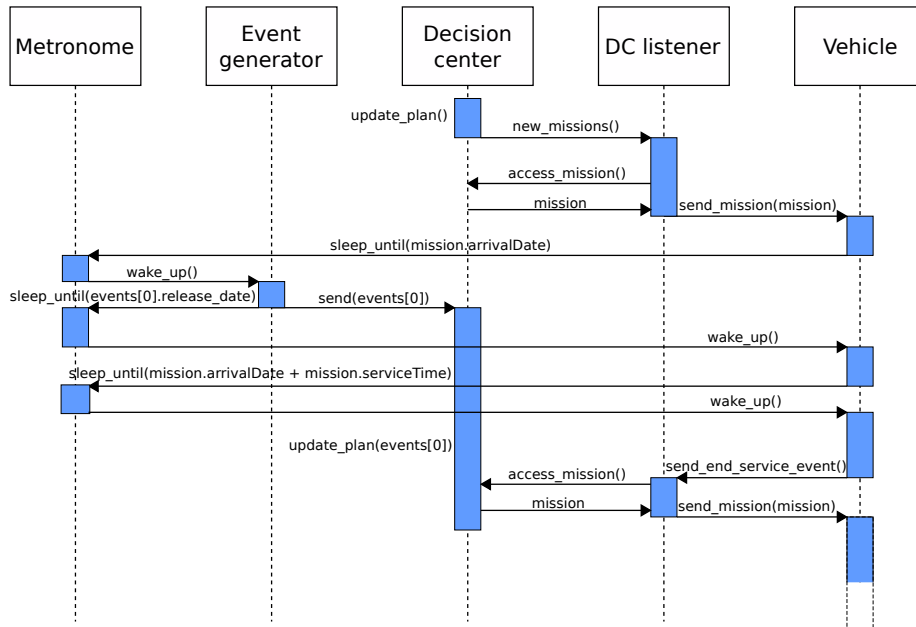 Metronome
Event
generator
Decision
center
DC listener
Vehicle
update_plan()
new_missions()
access_mission()
mission
send_mission(mission)
sleep_until(mission.arrivalDate)
wake_up()
sleep_until(events[0].release_date)
send(events[0])
wake_up()
sleep_until(mission.arrivalDate + mission.serviceTime)
wake_up()
update_plan(events[0])
send_end_service_event()
access_mission()
mission
send_mission(mission)